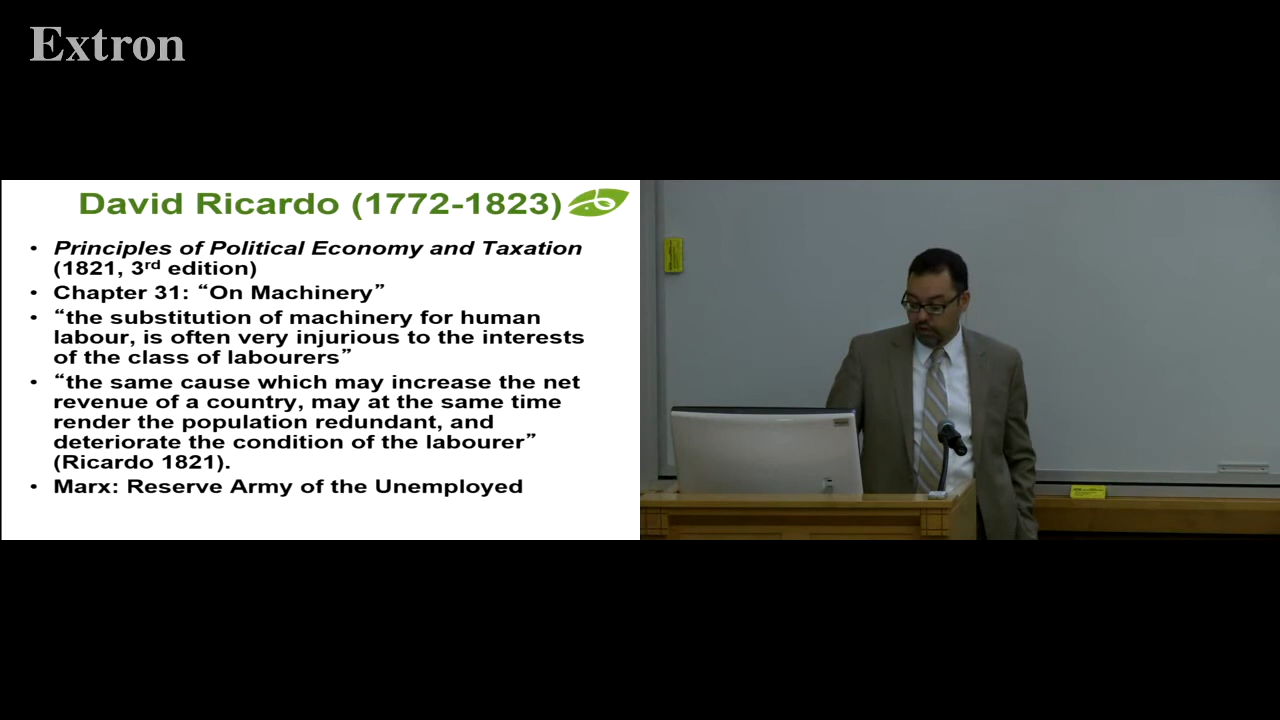 Extron
David Ricardo (1772-1823)
• Principles of Political Economy and Taxation
(1821, 3rd edition)
• Chapter 31: “On Machinery”
• “the substitution of machinery for human
labour, is often very injurious to the interests
of the class of labourers”
• “the same cause which may increase the net
revenue of a country, may at the same time
render the population redundant, and
deteriorate the condition of the labourer”
(Ricardo 1821).
• Marx: Reserve Army of the Unemployed